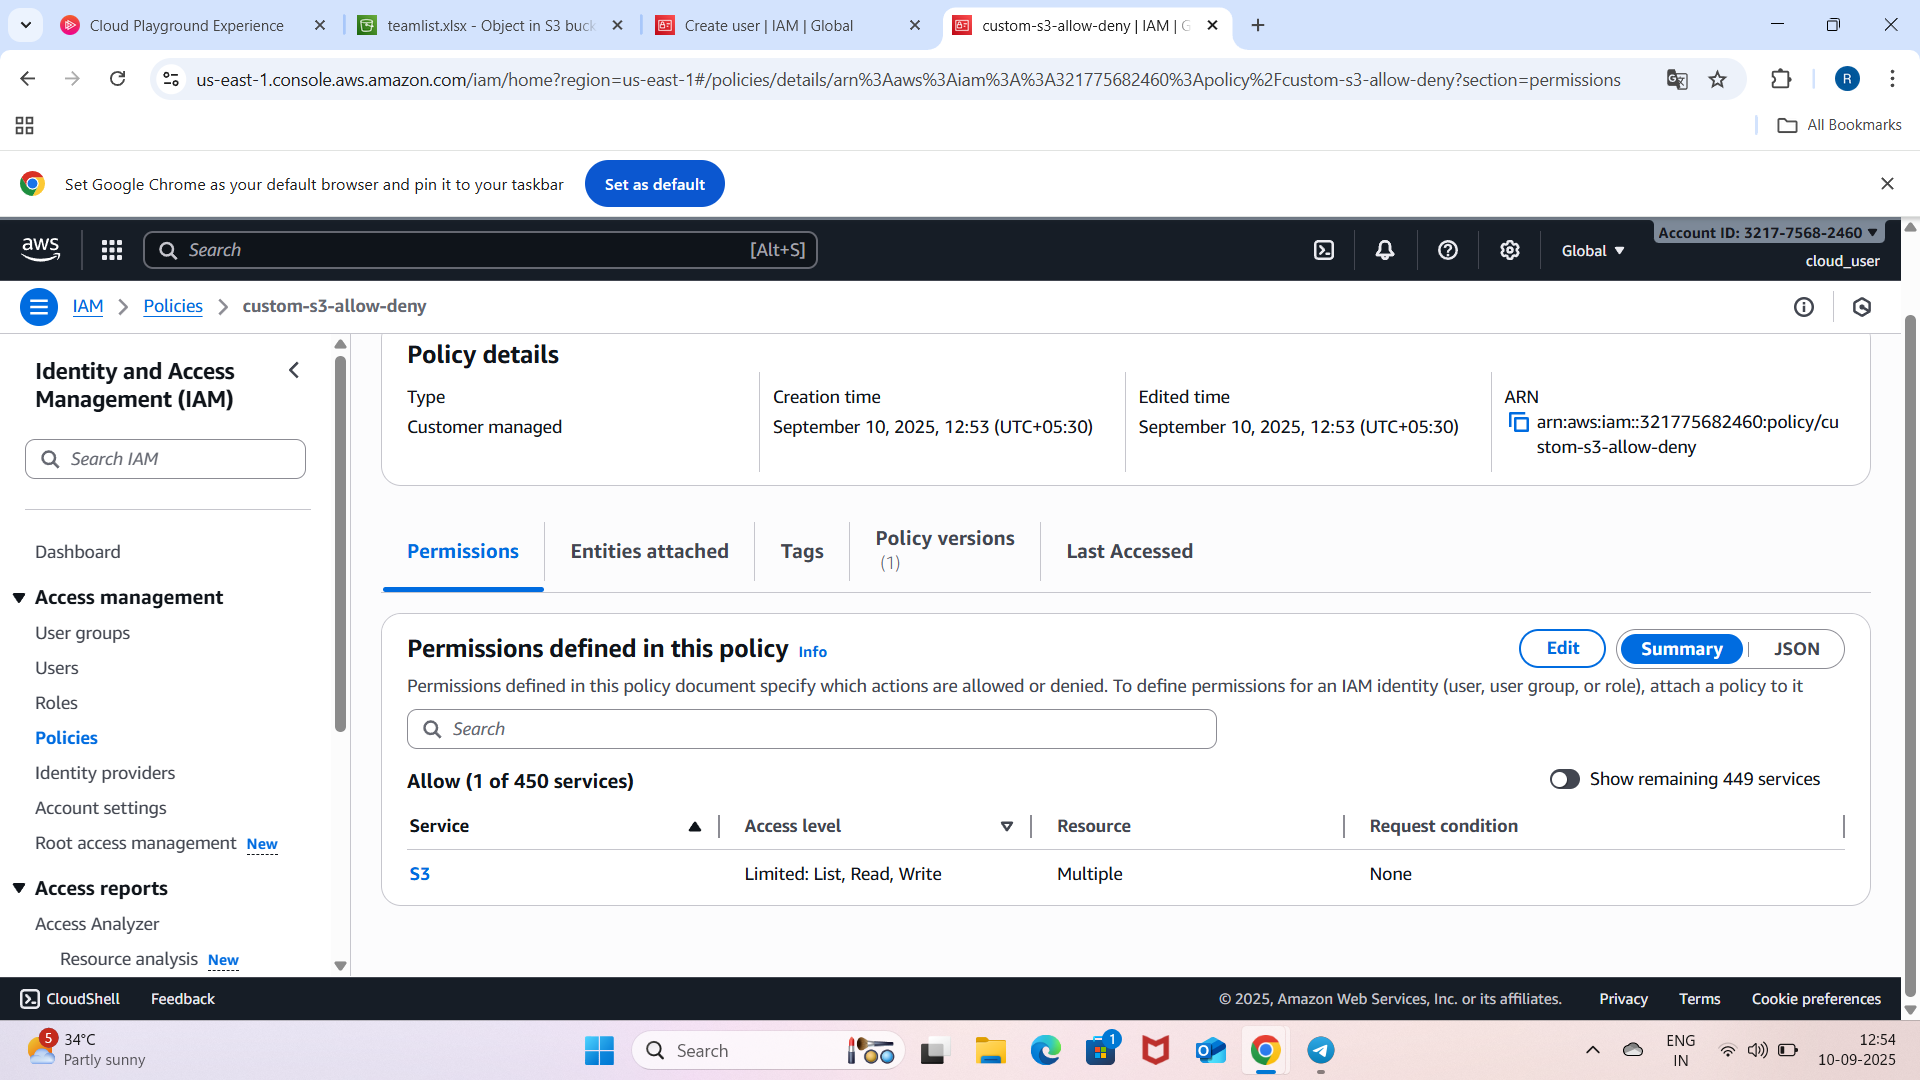 Cloud Playground Experience
teamlist.xlsx - Object in S3 buck
Create user | IAM | Global
custom-s3-allow-deny | IAM | G
us-east-1.console.aws.amazon.com/iam/home?region=us-east-1#/policies/details/arn%3Aaws%3Aiam%3A%3A321775682460%3Apolicy%2Fcustom-s3-allow-deny?section=permissions
R
All Bookmarks
Set Google Chrome as your default browser and pin it to your taskbar
Set as default
aws
Search
[Alt+S]
Global
Account ID: 3217-7568-2460
cloud_user
IAM
Policies
custom-s3-allow-deny
Identity and Access
Management (IAM)
Search IAM
Dashboard
Access management
User groups
Users
Roles
Policies
Identity providers
Account settings
Root access management New
Access reports
Access Analyzer
Resource analysis New
Policy details
Type
Customer managed
Creation time
September 10, 2025, 12:53 (UTC+05:30)
Edited time
September 10, 2025, 12:53 (UTC+05:30)
ARN
arn:aws:iam::321775682460:policy/cu
stom-s3-allow-deny
Permissions
Entities attached
Tags
Policy versions
(1)
Last Accessed
Permissions defined in this policy Info
Edit
Summary
JSON
Permissions defined in this policy document specify which actions are allowed or denied. To define permissions for an IAM identity (user, user group, or role), attach a policy to it
Search
Allow (1 of 450 services)
Show remaining 449 services
Service Access level Resource Request condition
S3 Limited: List, Read, Write Multiple None
CloudShell Feedback
© 2025, Amazon Web Services, Inc. or its affiliates. Privacy Terms Cookie preferences
5
34°C
Partly sunny
Search
1
ENG
IN
12:54
10-09-2025